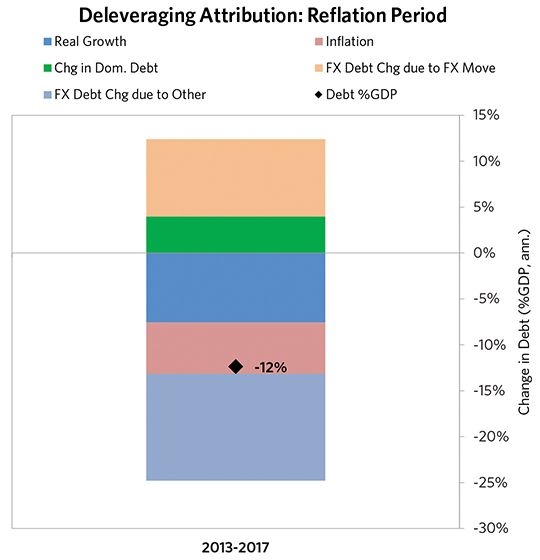 Deleveraging Attribution: Reflation Period
Real Growth
Inflation
Chg in Dom. Debt
FX Debt Chg due to FX Move
FX Debt Chg due to Other
Debt %GDP
15%
10%
5%
0%
-5%
-10%
-15%
-20%
-25%
-30%
Change in Debt (%GDP, ann.)
-12%
2013-2017